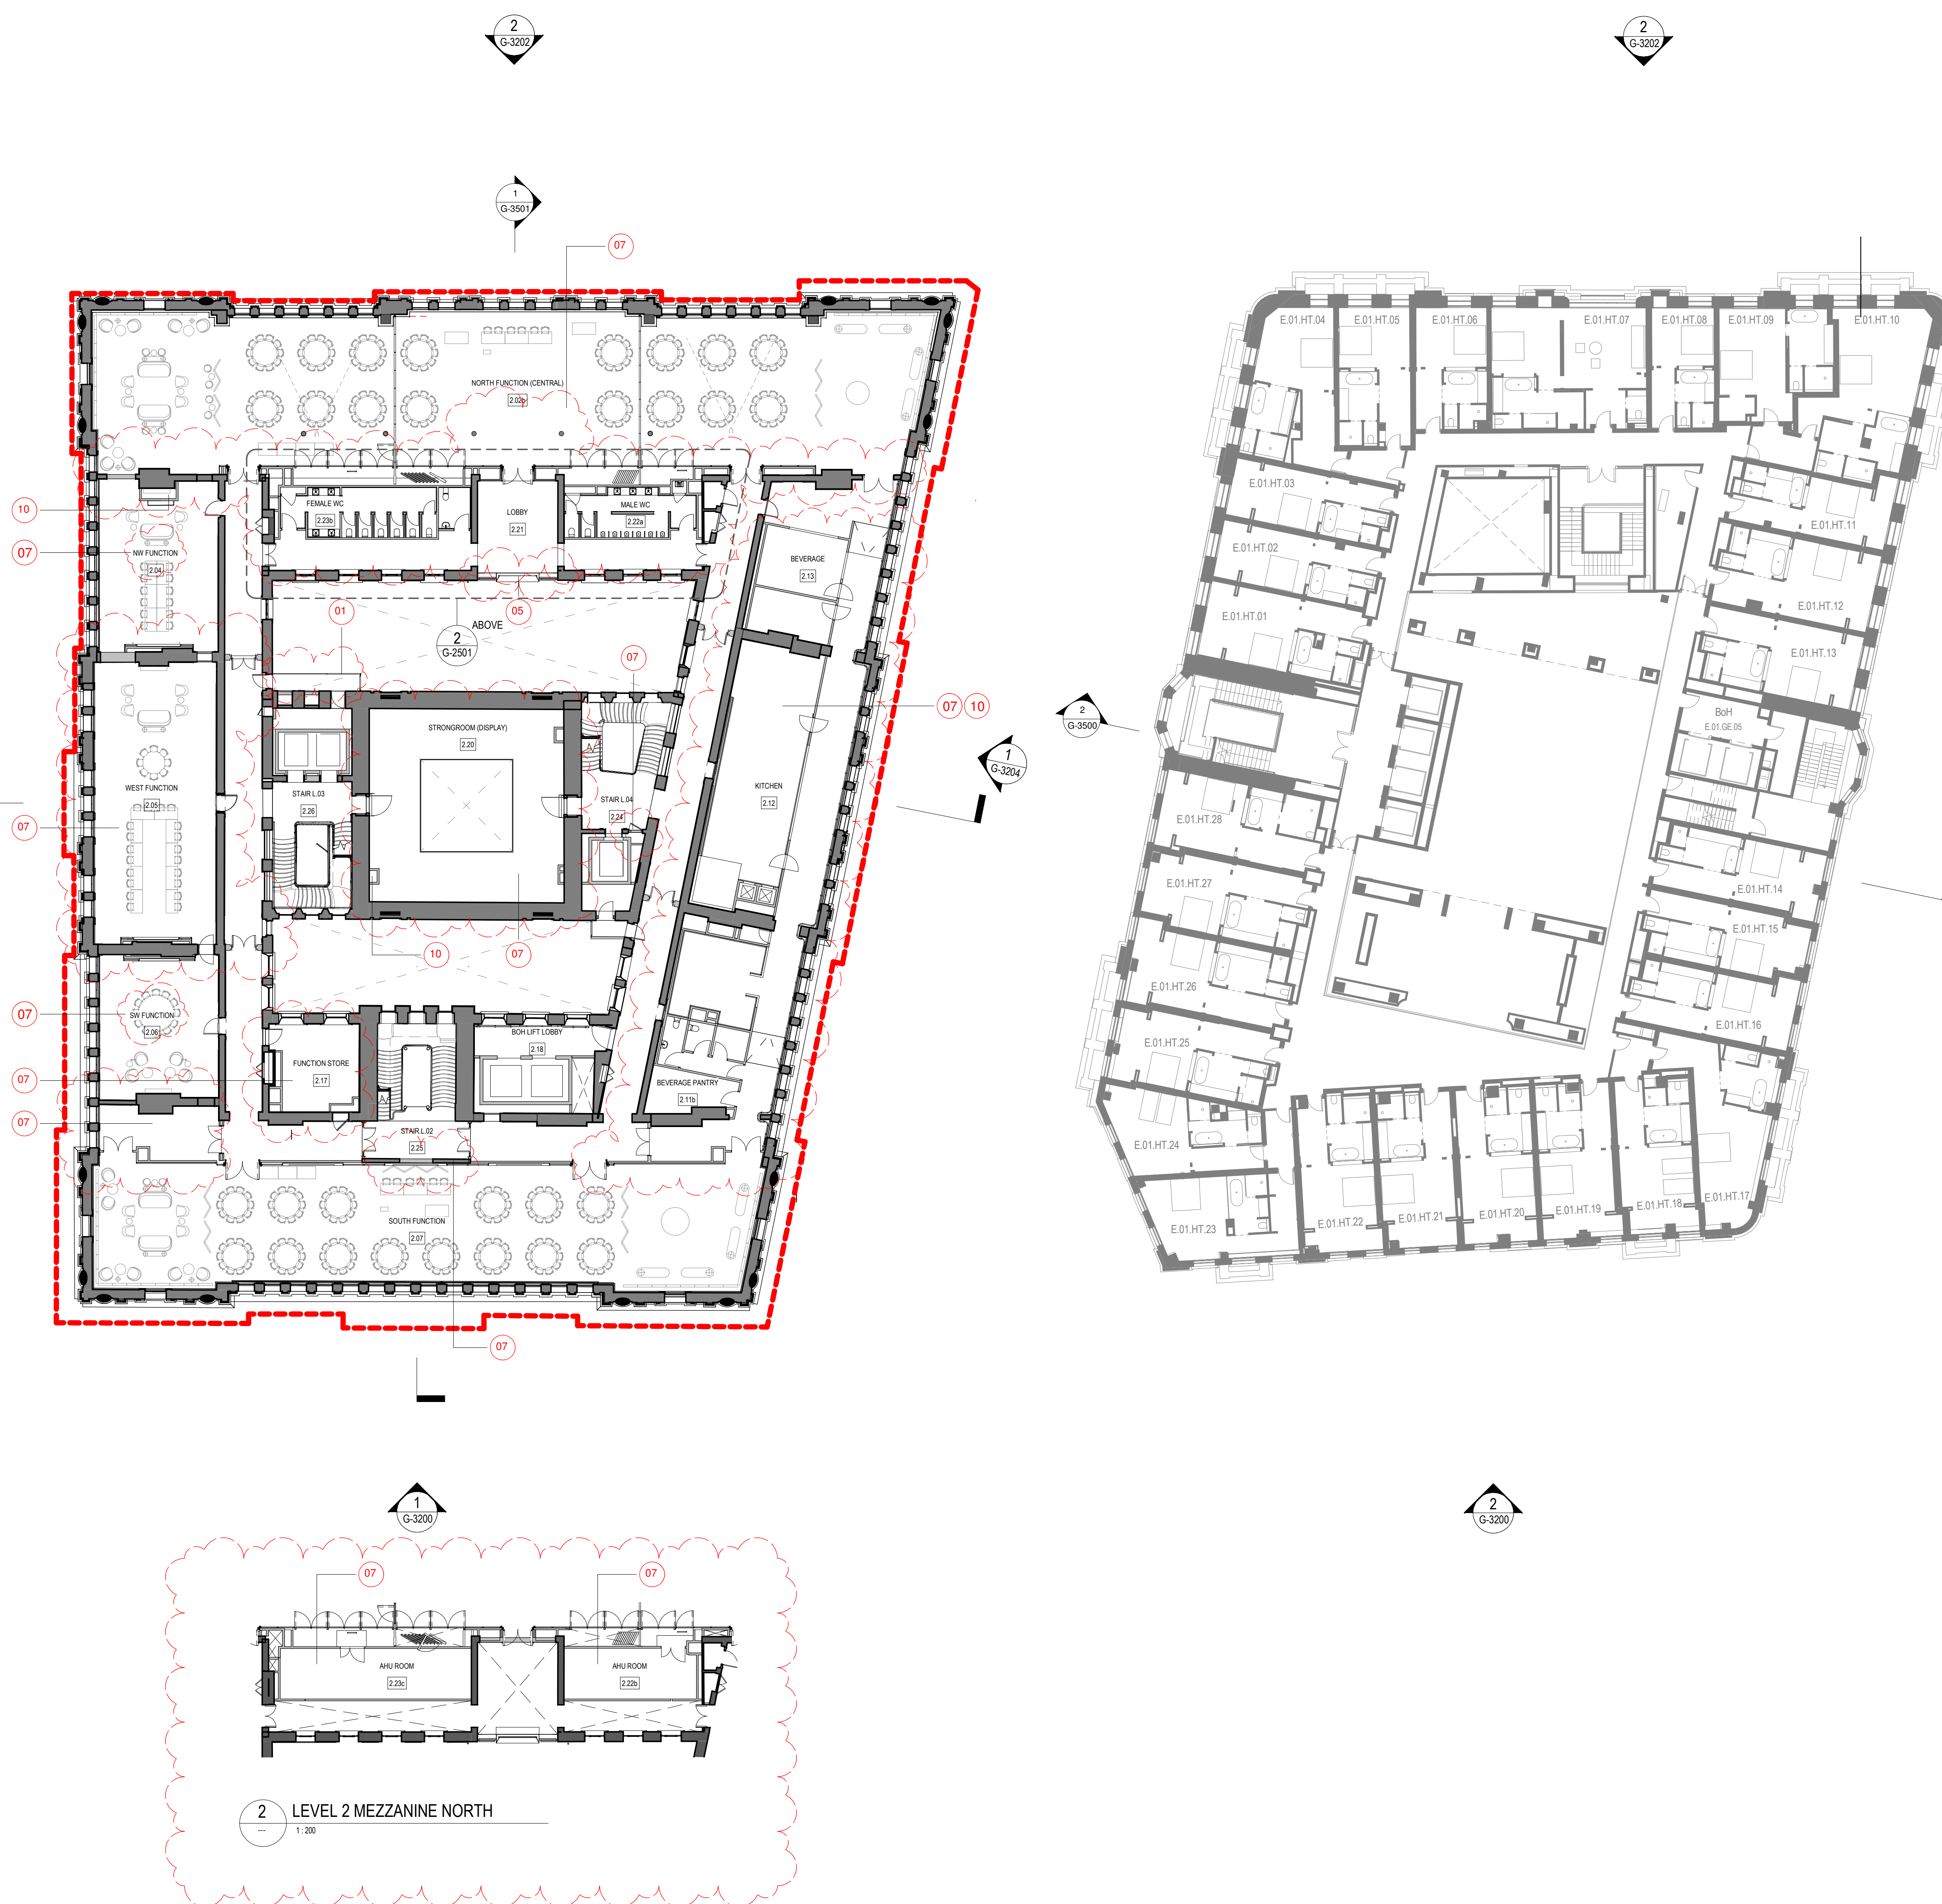 2
G-3202
2
G-3202
1
G-3501
07
NORTH FUNCTION (CENTRAL)
2.02b
10
07
NW FUNCTION
2.04
FEMALE WC
2.23b
LOBBY
2.21
MALE WC
2.22a
BEVERAGE
2.13
01
05
ABOVE
2
G-2501
07
07
10
1
G-3204
STRONGROOM (DISPLAY)
2.20
WEST FUNCTION
2.05
STAIR L.03
2.26
STAIR L.04
2.24
KITCHEN
2.12
07
10
07
07
SW FUNCTION
2.06
BOH LIFT LOBBY
2.18
FUNCTION STORE
2.17
07
BEVERAGE PANTRY
2.11b
07
STAIR L.02
2.25
SOUTH FUNCTION
2.07
07
1
G-3200
07
07
AHU ROOM
2.23c
AHU ROOM
2.22b
2
---
LEVEL 2 MEZZANINE NORTH
1 : 200
E.01.HT.04
E.01.HT.05
E.01.HT.06
E.01.HT.07
E.01.HT.08
E.01.HT.09
E.01.HT.10
E.01.HT.03
E.01.HT.11
E.01.HT.02
E.01.HT.12
E.01.HT.01
E.01.HT.13
2
G-3500
BoH
E.01.GE.05
E.01.HT.28
E.01.HT.14
E.01.HT.27
E.01.HT.15
E.01.HT.26
E.01.HT.16
E.01.HT.25
E.01.HT.24
E.01.HT.23
E.01.HT.22
E.01.HT.21
E.01.HT.20
E.01.HT.19
E.01.HT.18
E.01.HT.17
2
G-3200